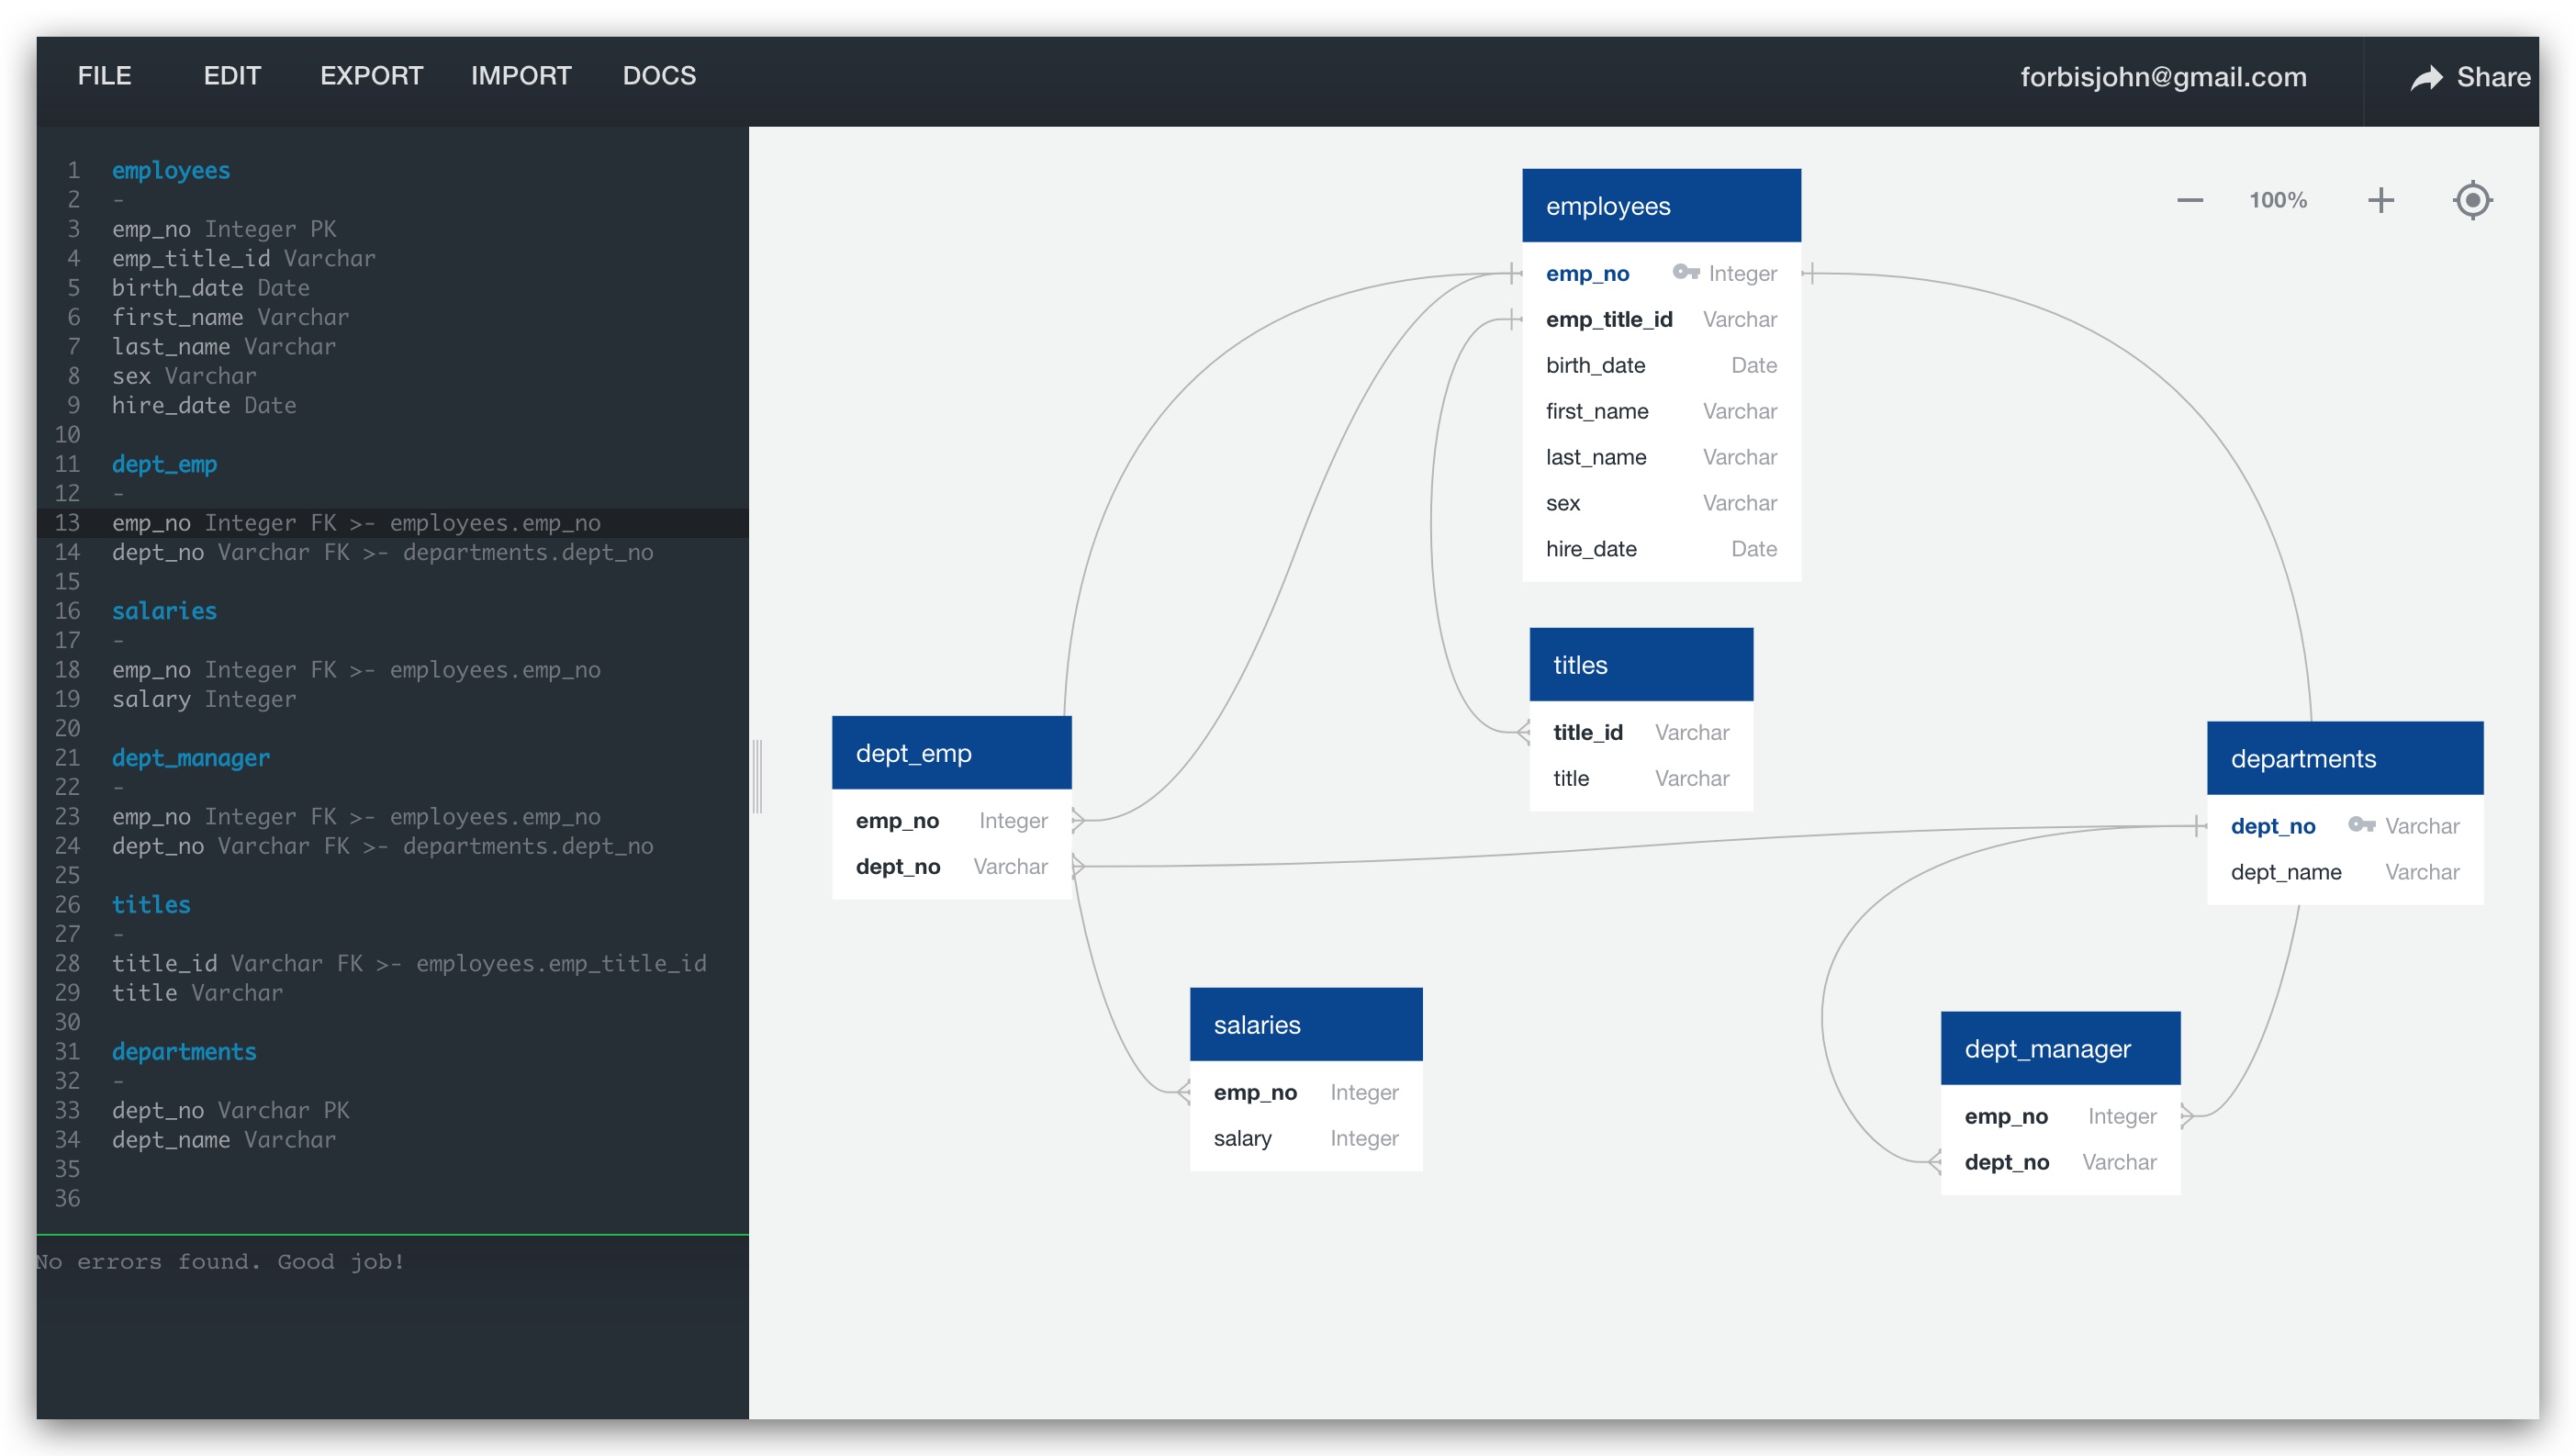 FILE EDIT EXPORT IMPORT DOCS forbisjohn@gmail.com Share
1 employees
2 -
3 emp_no Integer PK
4 emp_title_id Varchar
5 birth_date Date
6 first_name Varchar
7 last_name Varchar
8 sex Varchar
9 hire_date Date
10
11 dept_emp
12 -
13 emp_no Integer FK >- employees.emp_no
14 dept_no Varchar FK >- departments.dept_no
15
16 salaries
17 -
18 emp_no Integer FK >- employees.emp_no
19 salary Integer
20
21 dept_manager
22 -
23 emp_no Integer FK >- employees.emp_no
24 dept_no Varchar FK >- departments.dept_no
25
26 titles
27 -
28 title_id Varchar FK >- employees.emp_title_id
29 title Varchar
30
31 departments
32 -
33 dept_no Varchar PK
34 dept_name Varchar
35
36
No errors found. Good job!
100%
employees
emp_no Integer
emp_title_id Varchar
birth_date Date
first_name Varchar
last_name Varchar
sex Varchar
hire_date Date
titles
title_id Varchar
title Varchar
dept_emp
emp_no Integer
dept_no Varchar
departments
dept_no Varchar
dept_name Varchar
salaries
emp_no Integer
salary Integer
dept_manager
emp_no Integer
dept_no Varchar